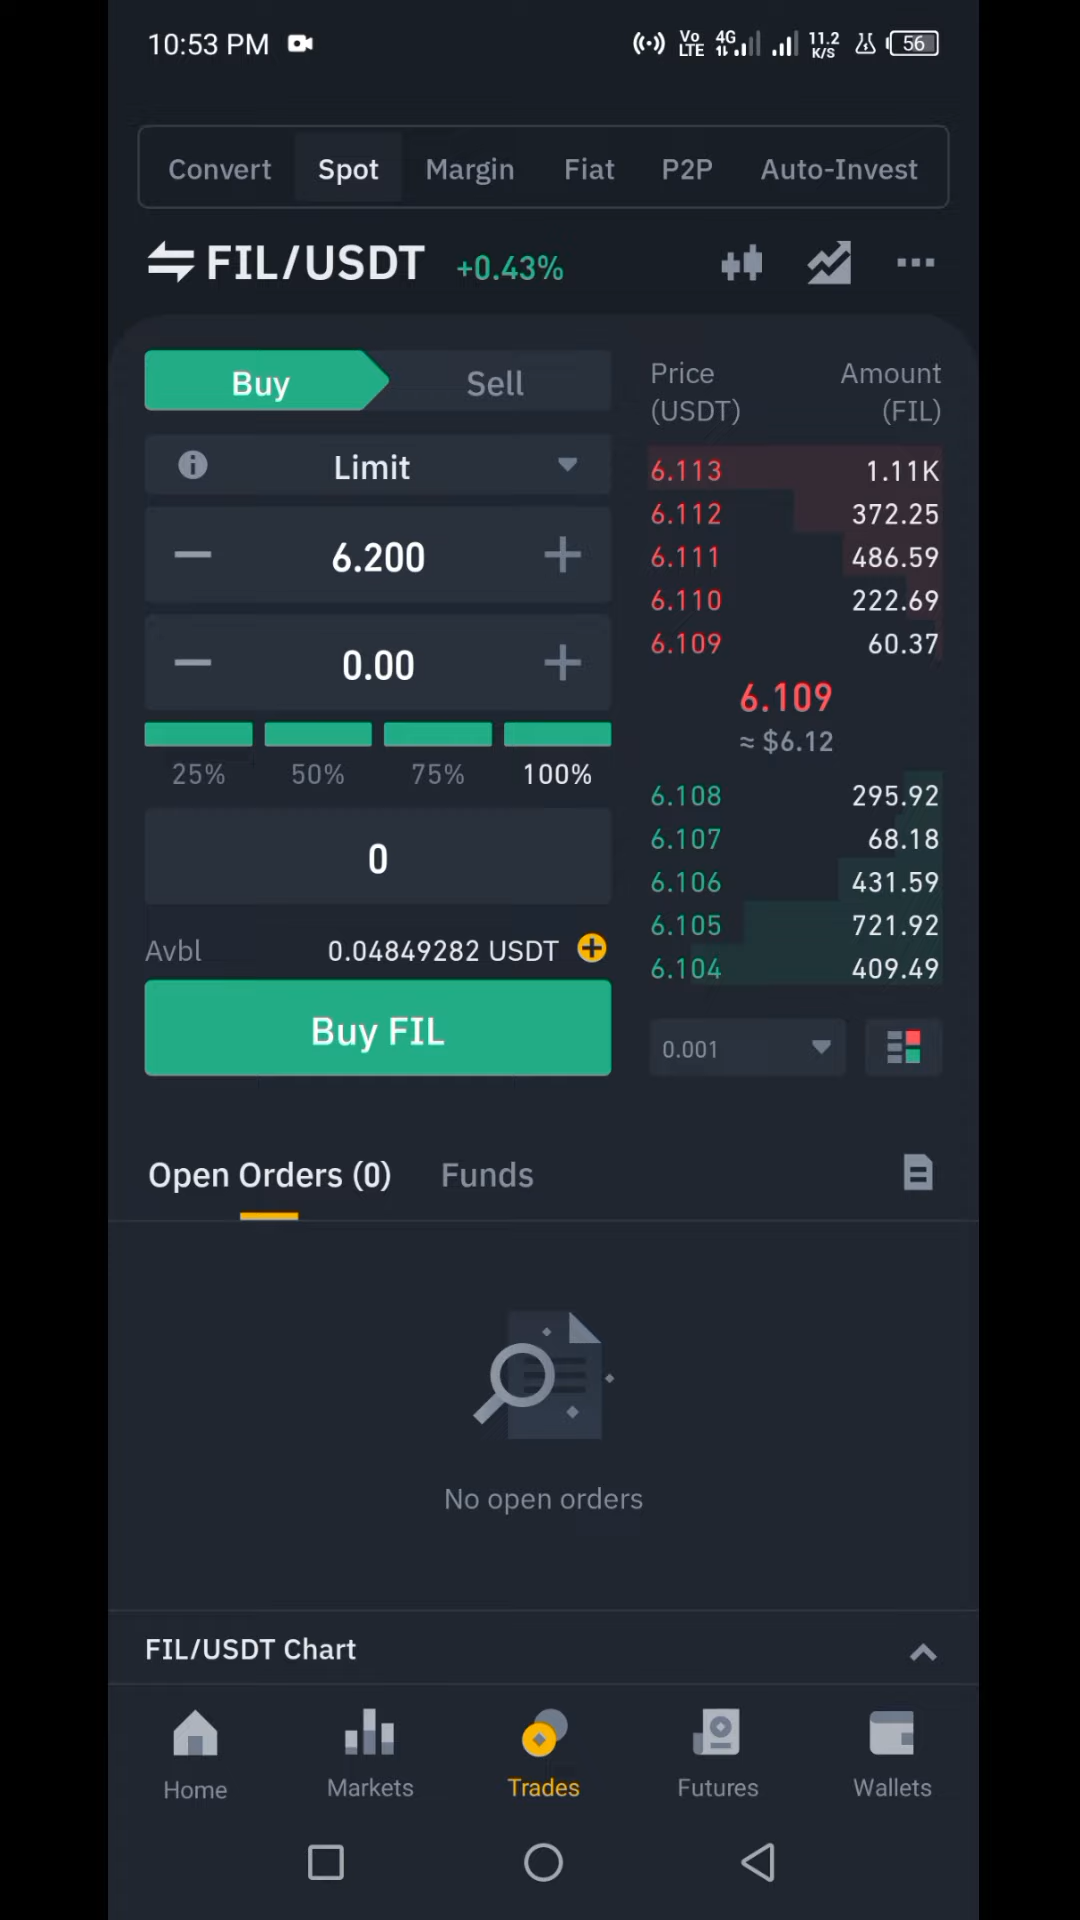 10:53 PM
Vo LTE 4G 11.2 K/S 56
Convert Spot Margin Fiat P2P Auto-Invest
FIL/USDT +0.43%
Buy Sell
Limit
6.200
0.00
25% 50% 75% 100%
0
Avbl 0.04849282 USDT
Buy FIL
Price Amount
(USDT) (FIL)
6.113 1.11K
6.112 372.25
6.111 486.59
6.110 222.69
6.109 60.37
6.109
≈ $6.12
6.108 295.92
6.107 68.18
6.106 431.59
6.105 721.92
6.104 409.49
0.001
Open Orders (0) Funds
No open orders
FIL/USDT Chart
Home Markets Trades Futures Wallets